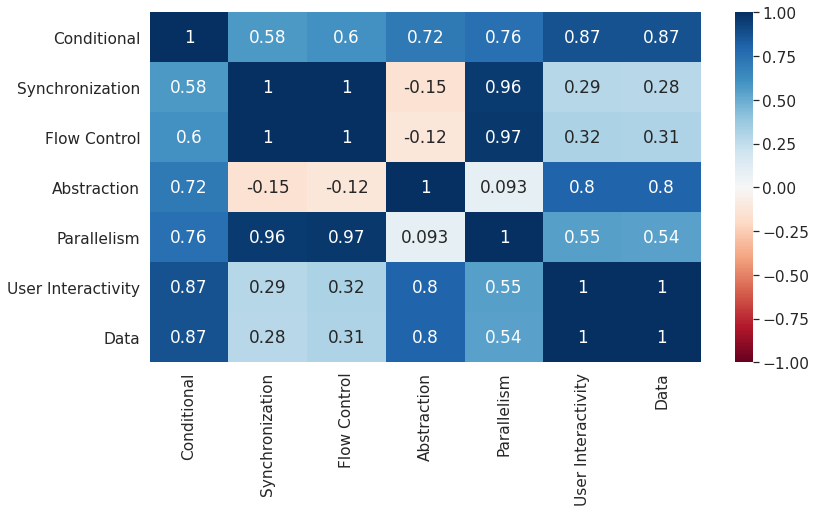 Conditional 1 0.58 0.6 0.72 0.76 0.87 0.87
Synchronization 0.58 1 1 -0.15 0.96 0.29 0.28
Flow Control 0.6 1 1 -0.12 0.97 0.32 0.31
Abstraction 0.72 -0.15 -0.12 1 0.093 0.8 0.8
Parallelism 0.76 0.96 0.97 0.093 1 0.55 0.54
User Interactivity 0.87 0.29 0.32 0.8 0.55 1 1
Data 0.87 0.28 0.31 0.8 0.54 1 1
Conditional
Synchronization
Flow Control
Abstraction
Parallelism
User Interactivity
Data
1.00
0.75
0.50
0.25
0.00
−0.25
−0.50
−0.75
−1.00